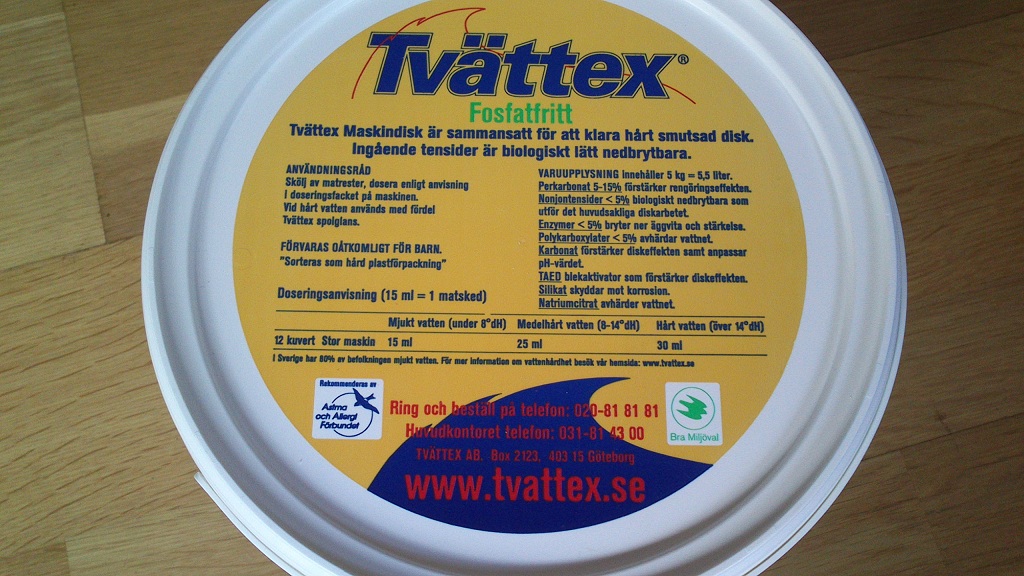 Tvättex®
Fosfatfritt
Tvättex Maskindisk är sammansatt för att klara hårt smutsad disk.
Ingående tensider är biologiskt lätt nedbrytbara.
ANVÄNDNINGSRÅD
Skölj av matrester, dosera enligt anvisning
i doseringsfacket på maskinen.
Vid hårt vatten används med fördel
Tvättex spolglans.
FÖRVARAS OÅTKOMLIGT FÖR BARN.
"Sorteras som hård plastförpackning"
VARUUPPLYSNING innehåller 5 kg = 5,5 liter.
Perkarbonat 5-15% förstärker rengöringseffekten.
Nonjontensider < 5% biologiskt nedbrytbara som
utför det huvudsakliga diskarbetet.
Enzymer < 5% bryter ner äggvita och stärkelse.
Polykarboxylater < 5% avhärdar vattnet.
Karbonat förstärker diskeffekten samt anpassar
pH-värdet.
TAED blekaktivator som förstärker diskeffekten.
Silikat skyddar mot korrosion.
Natriumcitrat avhärder vattnet.
Doseringsanvisning (15 ml = 1 matsked)
Mjukt vatten (under 8°dH) Medelhårt vatten (8-14°dH) Hårt vatten (över 14°dH)
12 kuvert Stor maskin 15 ml 25 ml 30 ml
I Sverige har 80% av befolkningen mjukt vatten. För mer information om vattenhårdhet besök vår hemsida: www.tvattex.se
Rekommenderas av
Astma
och Allergi
Förbundet
Ring och beställ på telefon: 020-81 81 81
Huvudkontoret telefon: 031-81 43 00
TVÄTTEX AB. Box 2123, 403 15 Göteborg
www.tvattex.se
Bra Miljöval